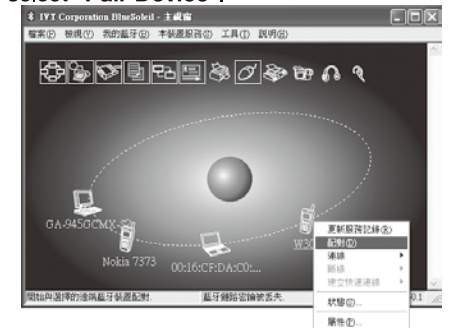 select "Pair Device".
IVT Corporation BlueSoleil - 主視窗
檔案(F) 檢視(V) 我的藍牙(B) 本裝置服務(S) 工具(T) 說明(H)
GA-945GCMX-S
Nokia 7373
00:16:CF:DA:C0:...
更新服務記錄(R)
配對(D)
連線
斷線
建立快速連線
狀態(S)...
屬性(P)...
開始與選擇的遠端藍牙裝置配對.
藍牙鏈路密鑰被丟失.